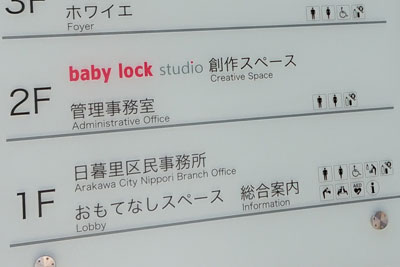 3F ホワイエ
Foyer
baby lock studio 創作スペース
Creative Space
2F
管理事務室
Administrative Office
日暮里区民事務所
Arakawa City Nippori Branch Office
1F
おもてなしスペース 総合案内
Lobby Information